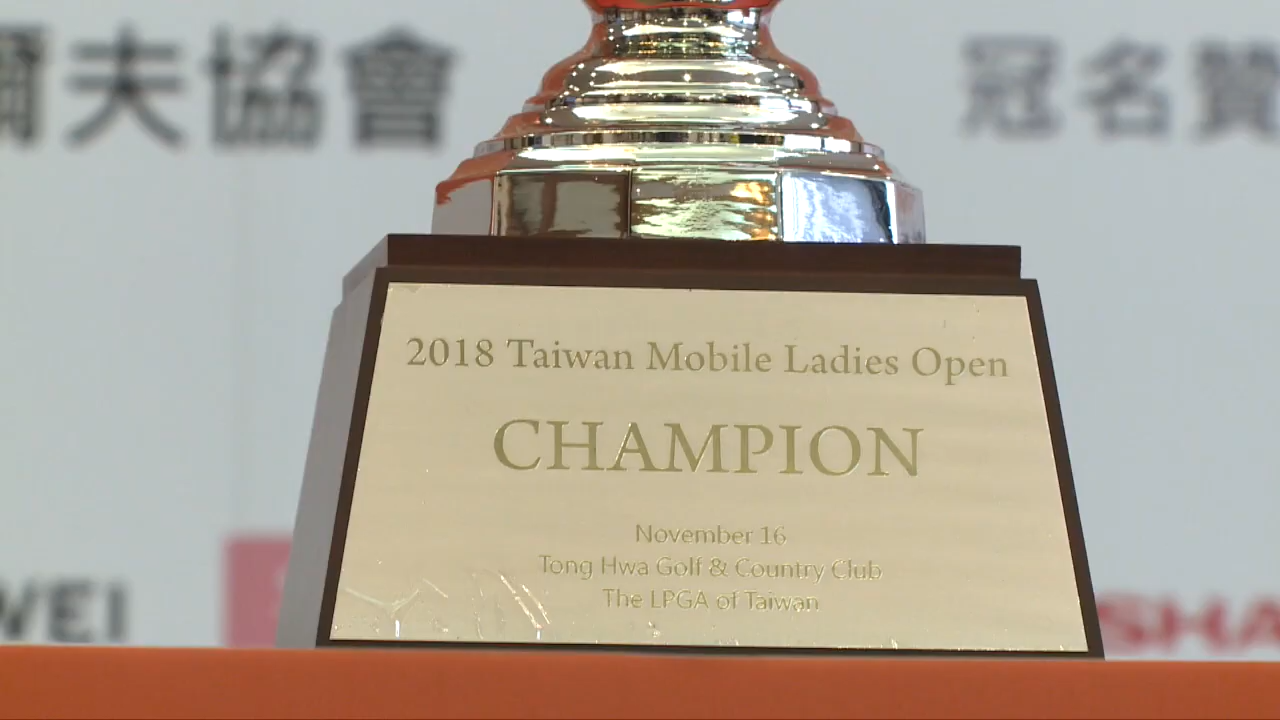 夫協會
冠名贊
2018 Taiwan Mobile Ladies Open
CHAMPION
November 16
Tong Hwa Golf & Country Club
The LPGA of Taiwan
WEI
SHA